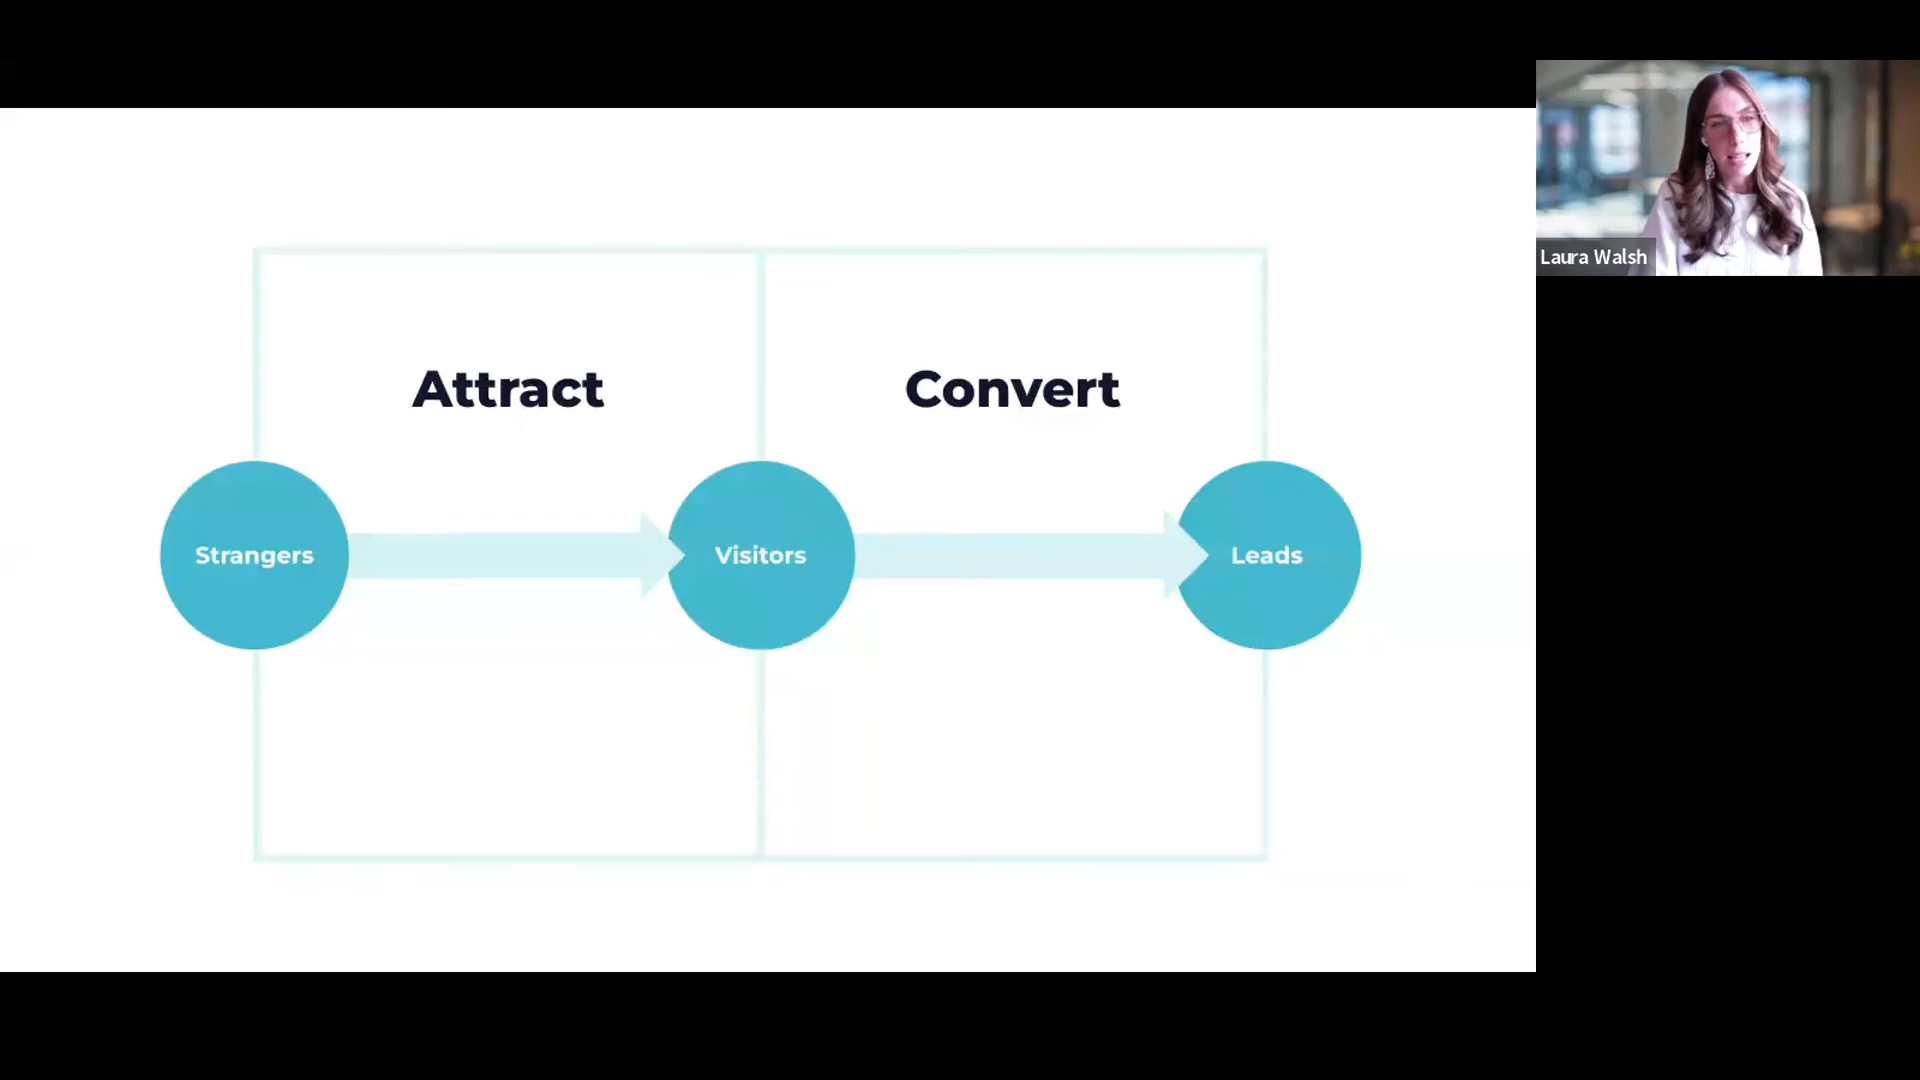 Attract
Convert
Strangers
Visitors
Leads
Laura Walsh